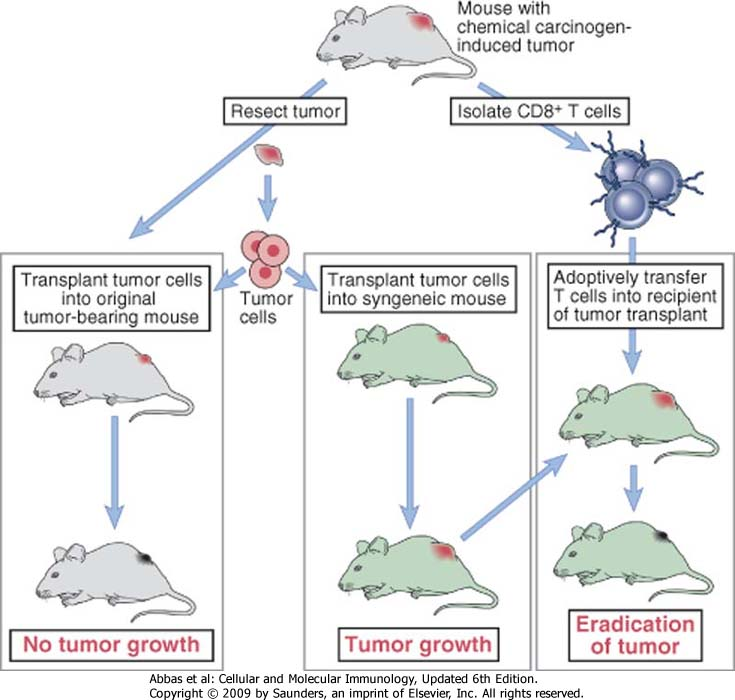 Mouse with
chemical carcinogen-
induced tumor
Resect tumor
Isolate CD8+ T cells
Transplant tumor cells
into original
tumor-bearing mouse
Tumor
cells
Transplant tumor cells
into syngeneic mouse
Adoptively transfer
T cells into recipient
of tumor transplant
No tumor growth
Tumor growth
Eradication
of tumor
Abbas et al: Cellular and Molecular Immunology, Updated 6th Edition.
Copyright © 2009 by Saunders, an imprint of Elsevier, Inc. All rights reserved.